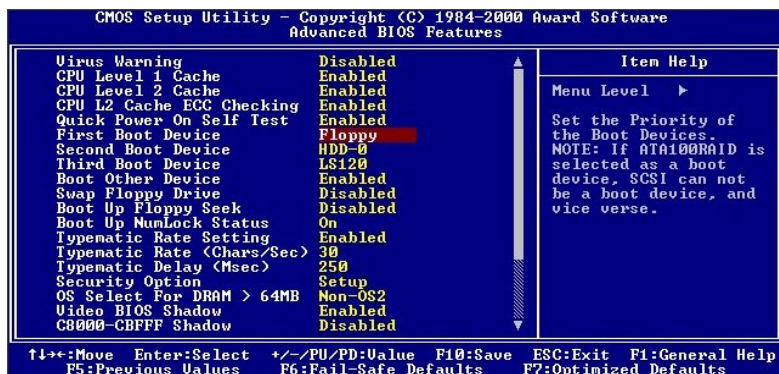 CMOS Setup Utility - Copyright (C) 1984-2000 Award Software
Advanced BIOS Features
Virus Warning Disabled
CPU Level 1 Cache Enabled
CPU Level 2 Cache Enabled
CPU L2 Cache ECC Checking Enabled
Quick Power On Self Test Enabled
First Boot Device Floppy
Second Boot Device HDD-0
Third Boot Device LS120
Boot Other Device Enabled
Swap Floppy Drive Disabled
Boot Up Floppy Seek Disabled
Boot Up NumLock Status On
Typematic Rate Setting Enabled
Typematic Rate (Chars/Sec) 30
Typematic Delay (Msec) 250
Security Option Setup
OS Select For DRAM > 64MB Non-OS2
Video BIOS Shadow Enabled
C8000-CBFFF Shadow Disabled
Item Help
Menu Level ►
Set the Priority of
the Boot Devices.
NOTE: If ATA100RAID is
selected as a boot
device, SCSI can not
be a boot device, and
vice verse.
↑↓→←:Move Enter:Select +/-/PU/PD:Value F10:Save ESC:Exit F1:General Help
F5:Previous Values F6:Fail-Safe Defaults F7:Optimized Defaults